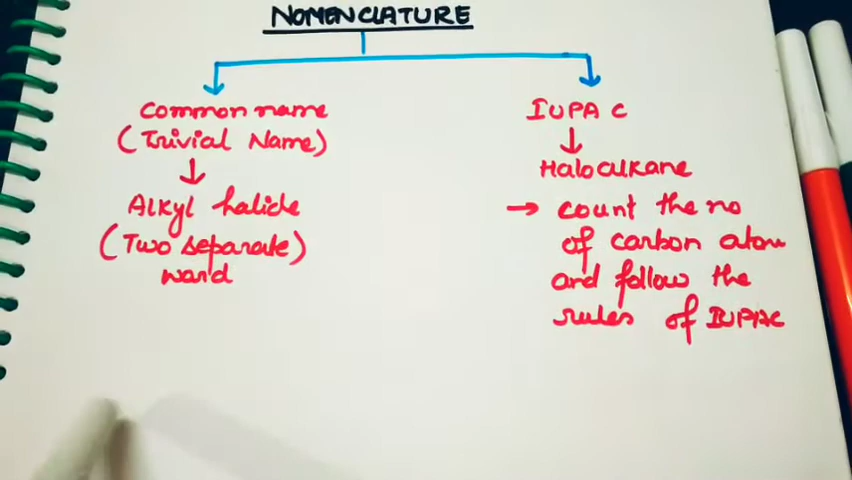 NOMENCLATURE
Common name
(Trivial Name)
Alkyl halide
(Two separate)
word
IUPAC
Haloalkane
→ count the no
of carbon atom
and follow the
rules of IUPAC